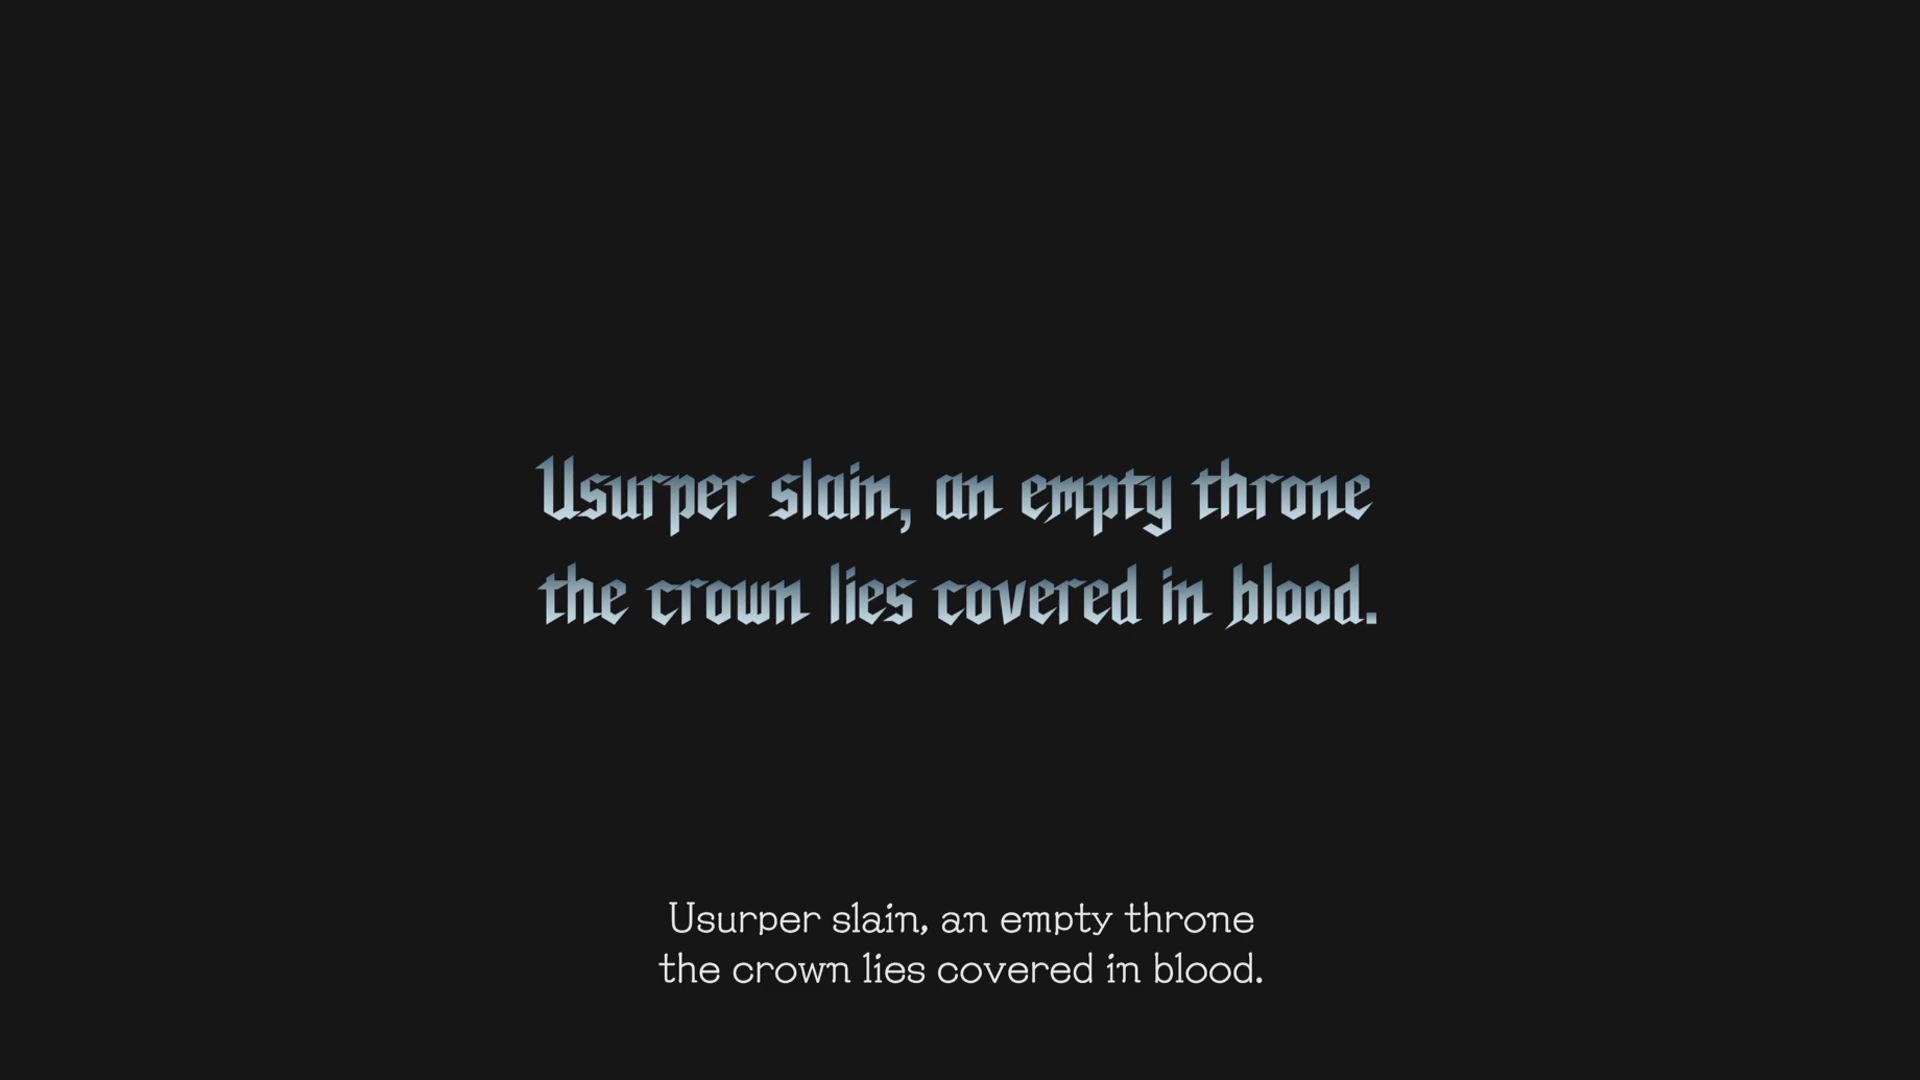 Usurper slain, an empty throne
the crown lies covered in blood.
Usurper slain, an empty throne
the crown lies covered in blood.